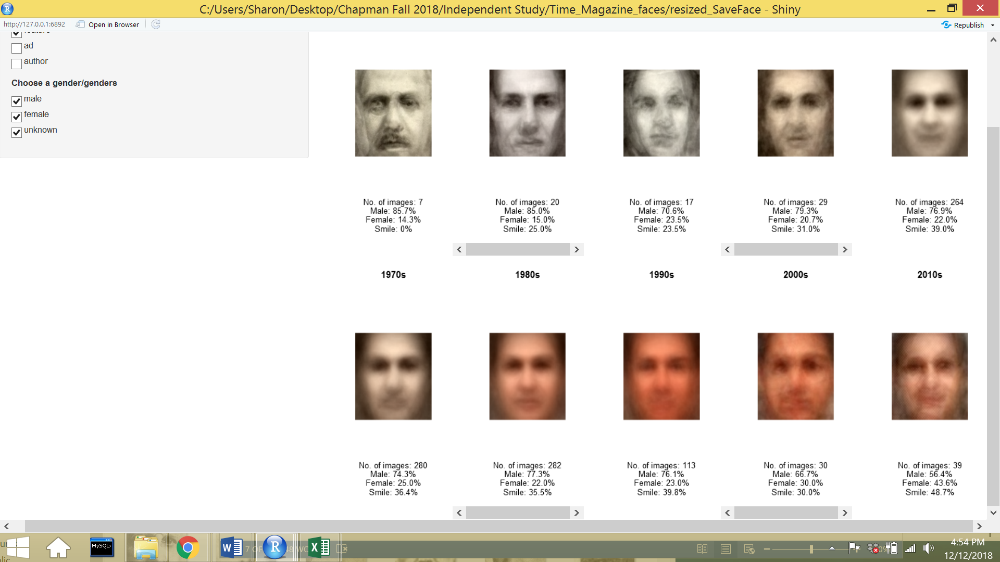 C:/Users/Sharon/Desktop/Chapman Fall 2018/Independent Study/Time_Magazine_faces/resized_SaveFace - Shiny
http://127.0.0.1:6892
Open in Browser
Republish
ad
author
Choose a gender/genders
male
female
unknown
No. of images: 7
Male: 85.7%
Female: 14.3%
Smile: 0%
No. of images: 20
Male: 85.0%
Female: 15.0%
Smile: 25.0%
No. of images: 17
Male: 70.6%
Female: 23.5%
Smile: 23.5%
No. of images: 29
Male: 79.3%
Female: 20.7%
Smile: 31.0%
No. of images: 264
Male: 76.9%
Female: 22.0%
Smile: 39.0%
1970s
1980s
1990s
2000s
2010s
No. of images: 280
Male: 74.3%
Female: 25.0%
Smile: 36.4%
No. of images: 282
Male: 77.3%
Female: 22.0%
Smile: 35.5%
No. of images: 113
Male: 76.1%
Female: 23.0%
Smile: 39.8%
No. of images: 30
Male: 66.7%
Female: 30.0%
Smile: 30.0%
No. of images: 39
Male: 56.4%
Female: 43.6%
Smile: 48.7%
MySQL>
4:54 PM
12/12/2018